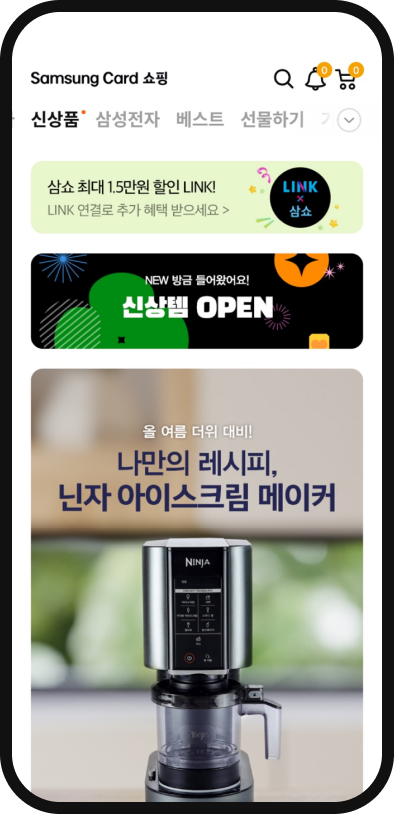 Samsung Card 쇼핑
0
0
신상품 삼성전자 베스트 선물하기
삼쇼 최대 1.5만원 할인 LINK!
LINK 연결로 추가 혜택 받으세요 >
LINK
×
삼쇼
NEW 방금 들어왔어요!
신상템 OPEN
올 여름 더위 대비!
나만의 레시피,
닌자 아이스크림 메이커
NINJA